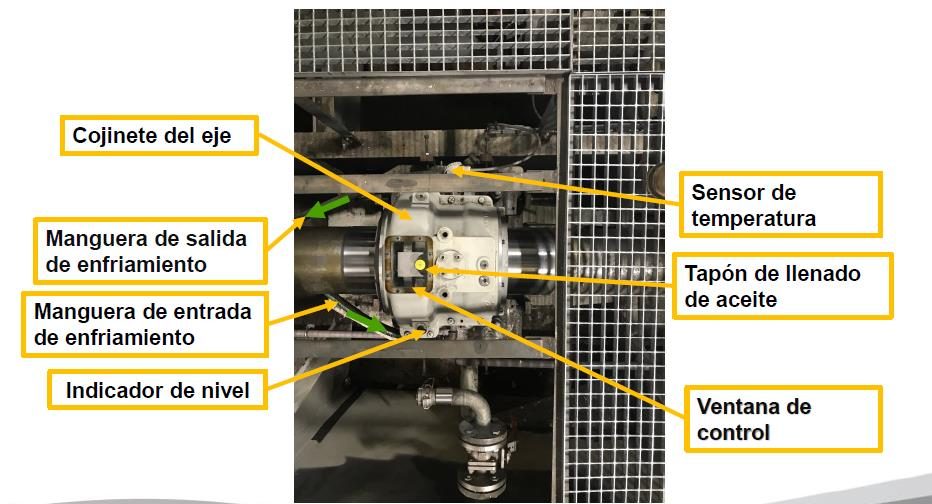 Cojinete del eje
Manguera de salida
de enfriamiento
Manguera de entrada
de enfriamiento
Indicador de nivel
Sensor de
temperatura
Tapón de llenado
de aceite
Ventana de
control